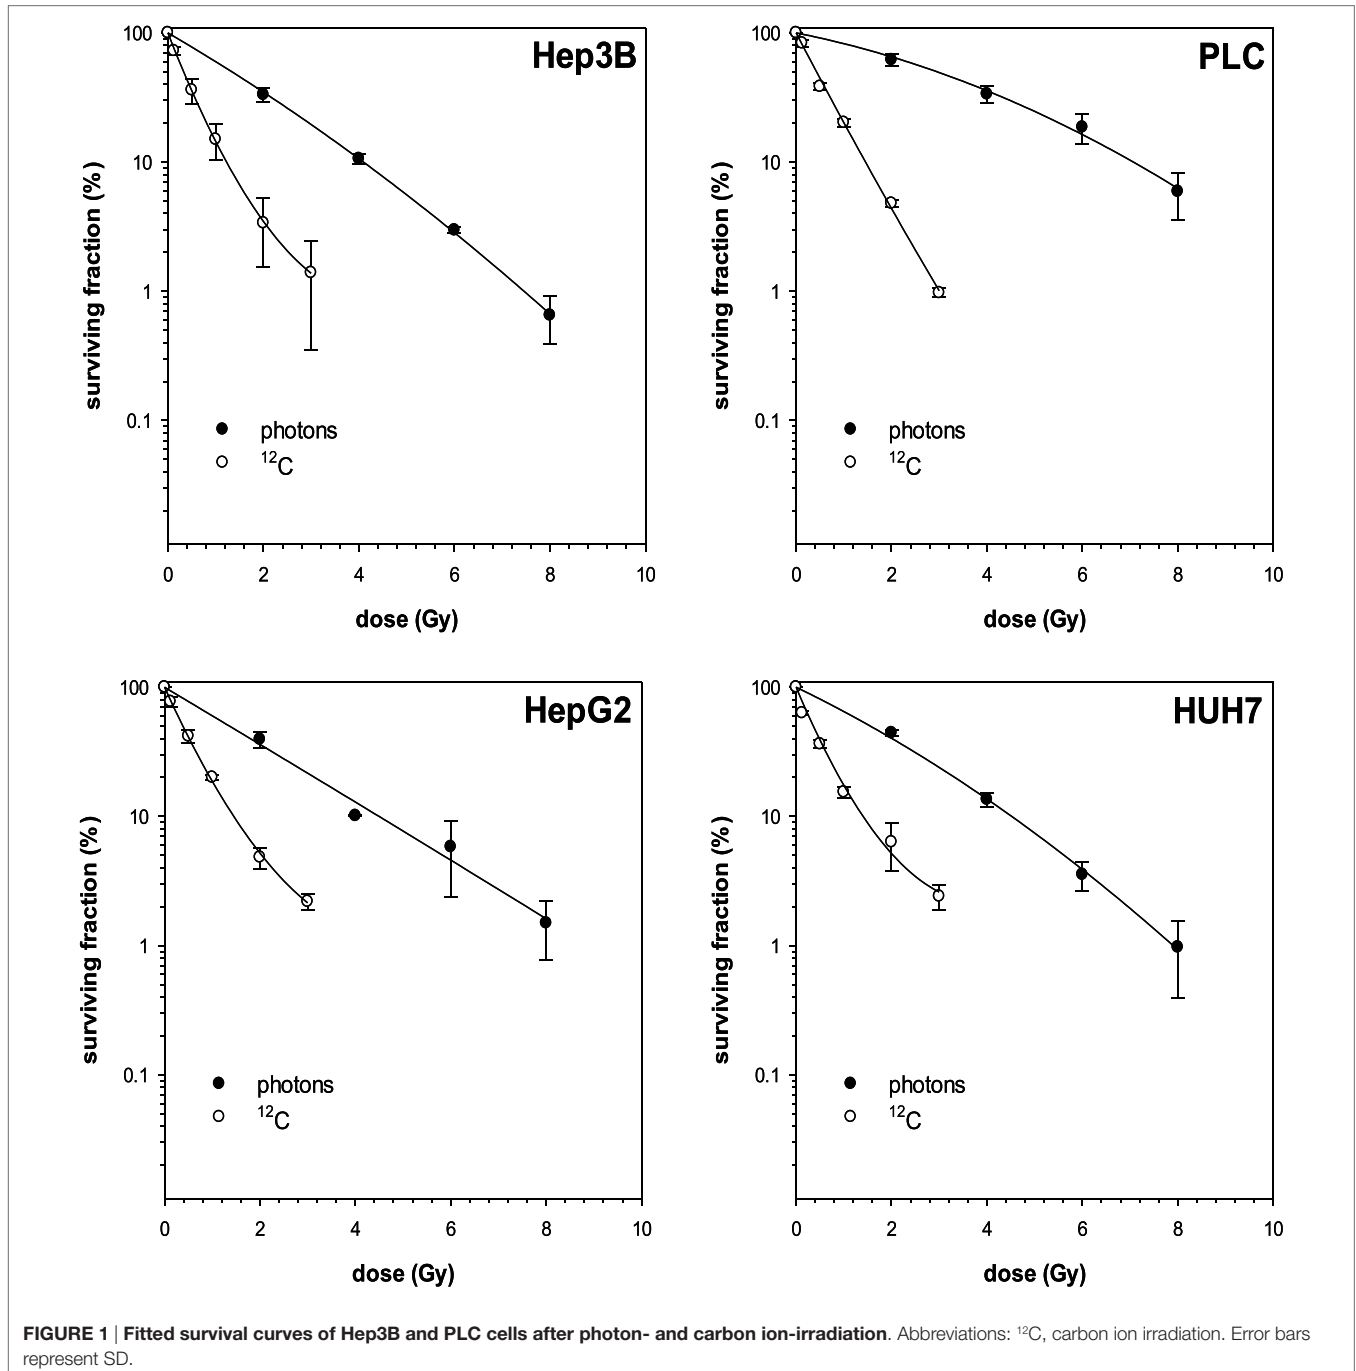 Hep3B
100
10
1
0.1
surviving fraction (%)
photons
¹²C
0 2 4 6 8 10
dose (Gy)
PLC
100
10
1
0.1
surviving fraction (%)
photons
¹²C
0 2 4 6 8 10
dose (Gy)
HepG2
100
10
1
0.1
surviving fraction (%)
photons
¹²C
0 2 4 6 8 10
dose (Gy)
HUH7
100
10
1
0.1
surviving fraction (%)
photons
¹²C
0 2 4 6 8 10
dose (Gy)
FIGURE 1 | Fitted survival curves of Hep3B and PLC cells after photon- and carbon ion-irradiation. Abbreviations: ¹²C, carbon ion irradiation. Error bars
represent SD.